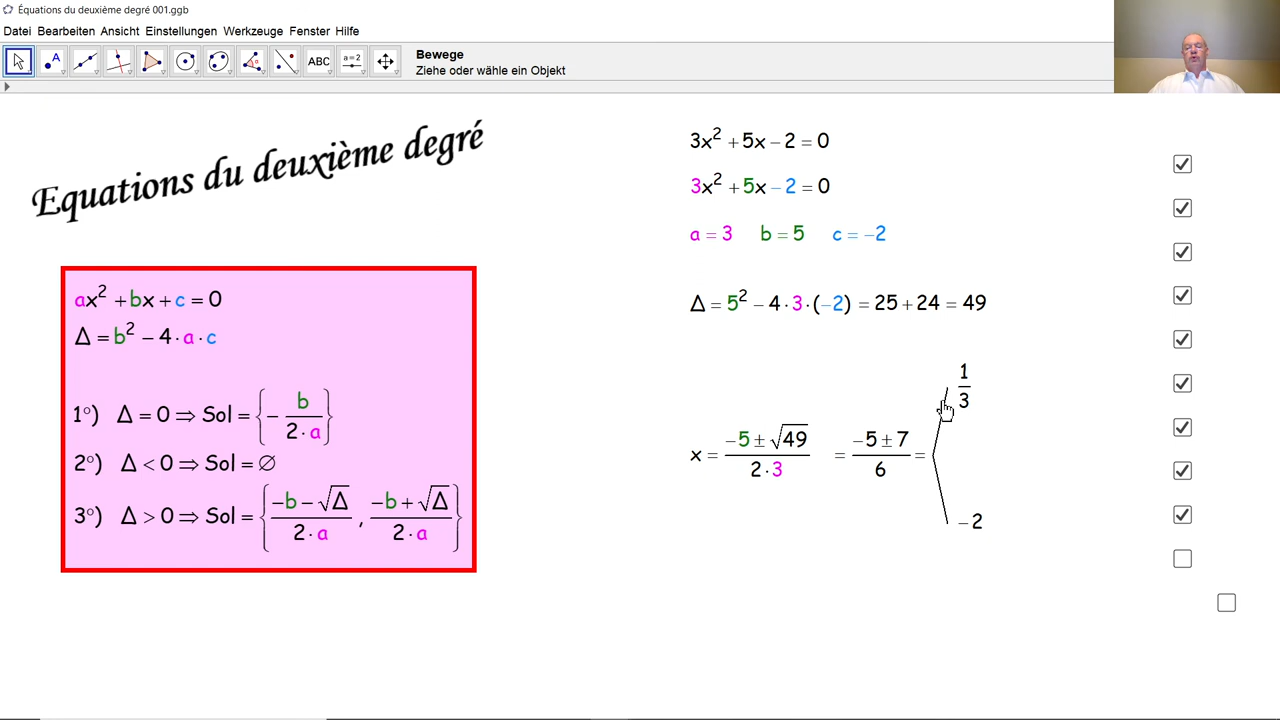 Équations du deuxième degré 001.ggb
Datei Bearbeiten Ansicht Einstellungen Werkzeuge Fenster Hilfe
A
ABC
a=2
Bewege
Ziehe oder wähle ein Objekt
Equations du deuxième degré
ax² + bx + c = 0
Δ = b² − 4 · a · c
1°) Δ = 0 ⇒ Sol = {− b / (2 · a)}
2°) Δ < 0 ⇒ Sol = ∅
3°) Δ > 0 ⇒ Sol = {(−b − √Δ) / (2 · a) , (−b + √Δ) / (2 · a)}
3x² + 5x − 2 = 0
3x² + 5x − 2 = 0
a = 3 b = 5 c = −2
Δ = 5² − 4 · 3 · (−2) = 25 + 24 = 49
x = (−5 ± √49) / (2 · 3) = (−5 ± 7) / 6 =
1/3
−2